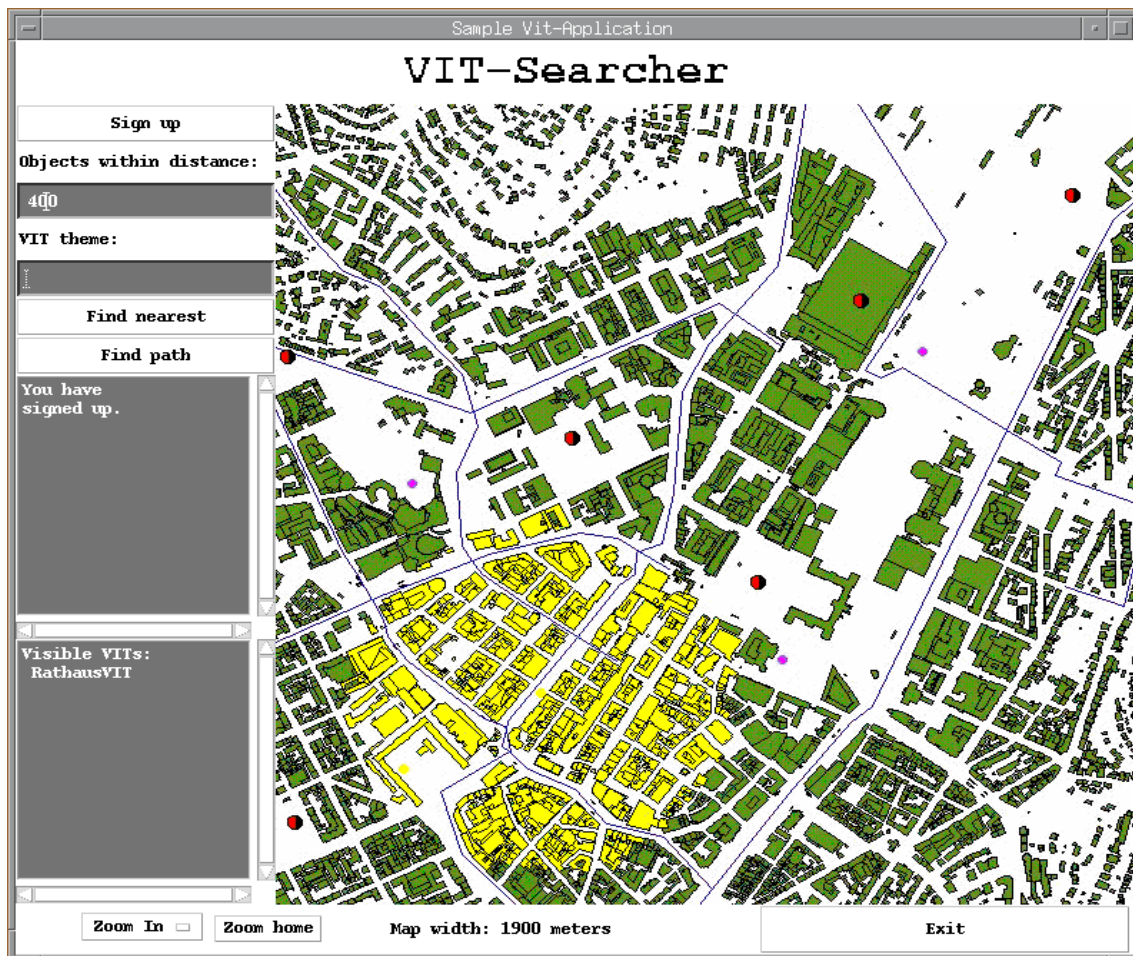 Sample Vit-Application
VIT-Searcher
Sign up
Objects within distance:
400
VIT theme:
Find nearest
Find path
You have
signed up.
Visible VITs:
RathausVIT
Zoom In
Zoom home
Map width: 1900 meters
Exit